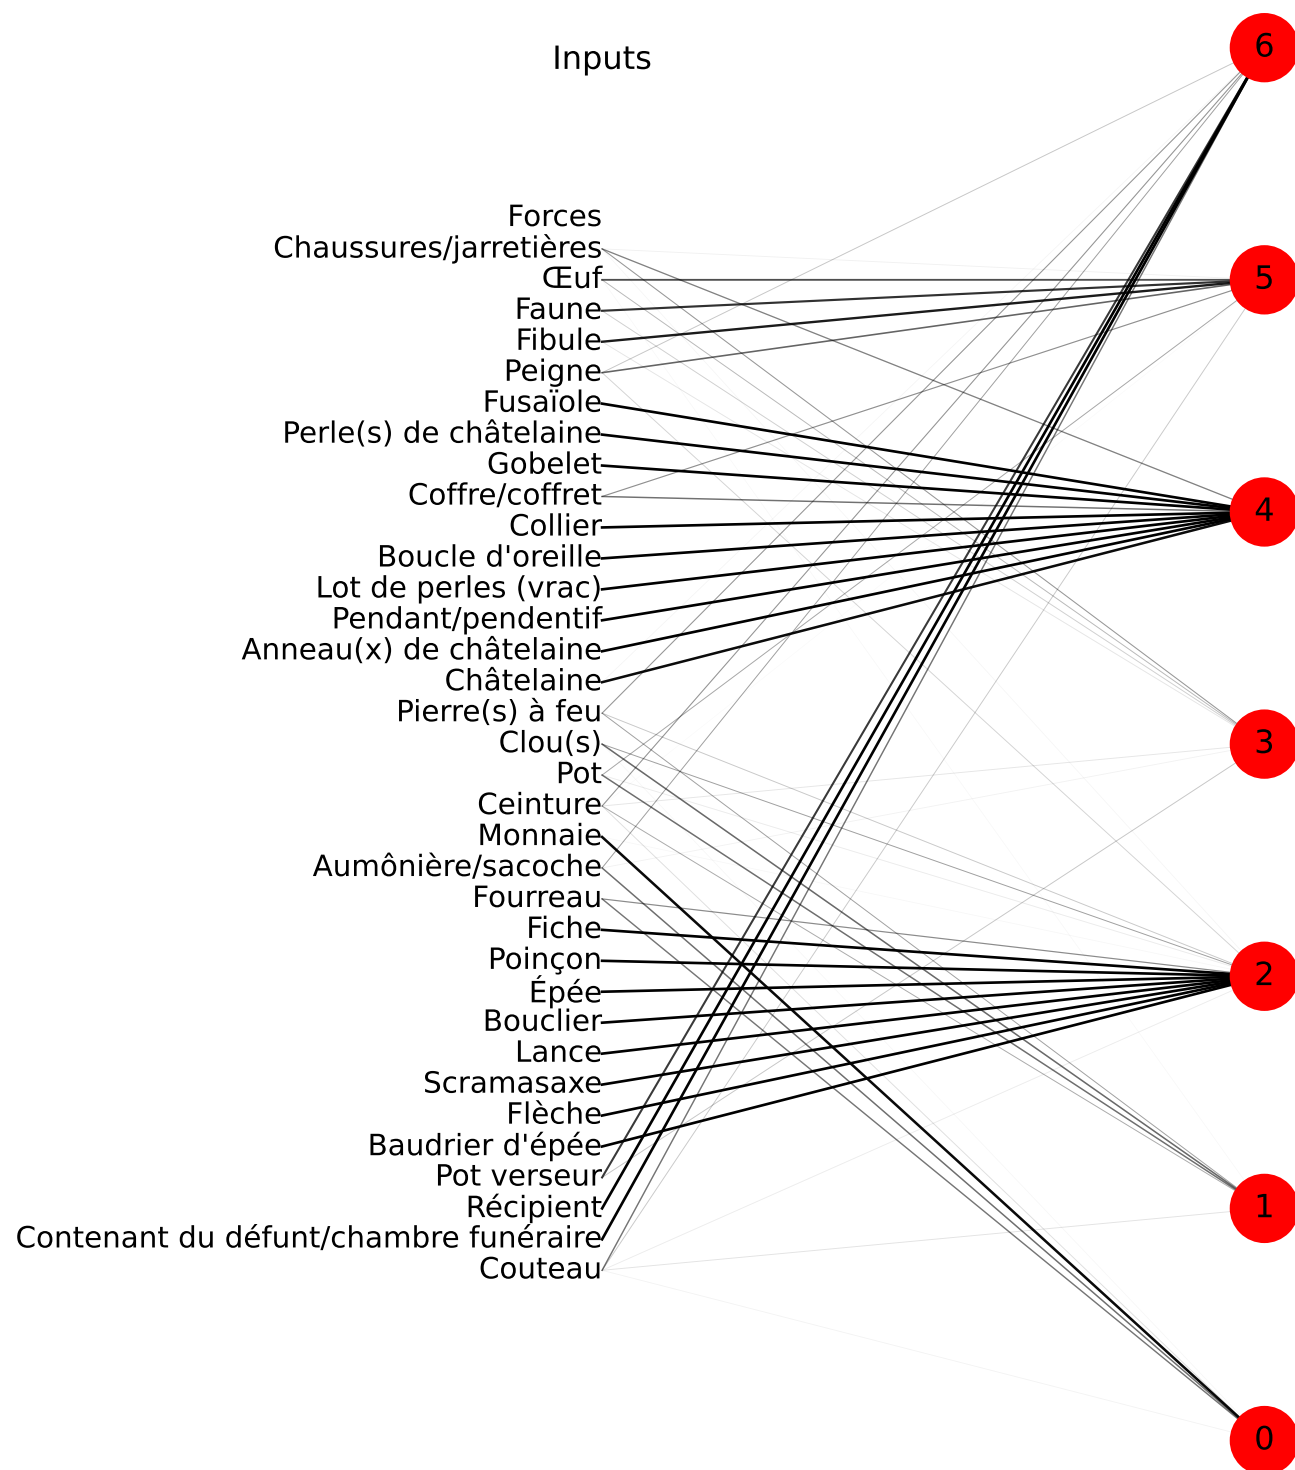 Inputs
Forces
Chaussures/jarretières
Œuf
Faune
Fibule
Peigne
Fusaïole
Perle(s) de châtelaine
Gobelet
Coffre/coffret
Collier
Boucle d'oreille
Lot de perles (vrac)
Pendant/pendentif
Anneau(x) de châtelaine
Châtelaine
Pierre(s) à feu
Clou(s)
Pot
Ceinture
Monnaie
Aumônière/sacoche
Fourreau
Fiche
Poinçon
Épée
Bouclier
Lance
Scramasaxe
Flèche
Baudrier d'épée
Pot verseur
Récipient
Contenant du défunt/chambre funéraire
Couteau
6
5
4
3
2
1
0